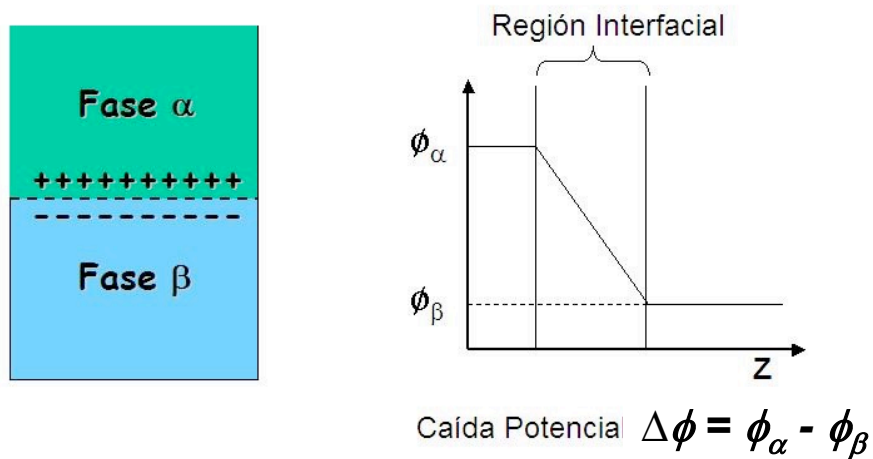 Fase α
++++++++++
----------
Fase β
Región Interfacial
ϕα
ϕβ
z
Caída Potencial Δϕ = ϕα - ϕβ